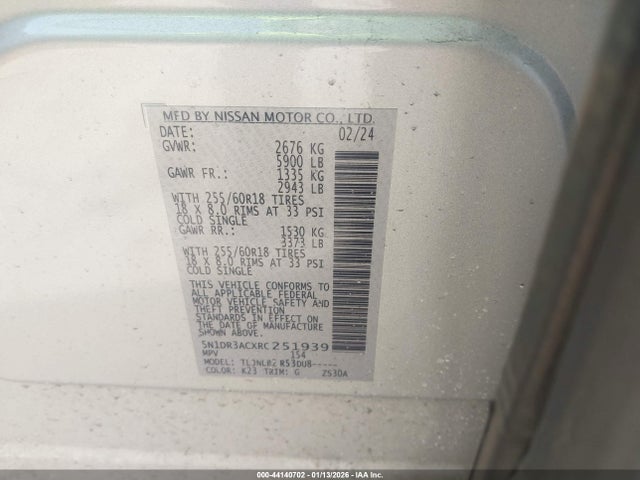 MFD BY NISSAN MOTOR CO., LTD.
DATE: 02/24
GVWR: 2676 KG
5900 LB
GAWR FR.: 1335 KG
2943 LB
WITH 255/60R18 TIRES
18 X 8.0 RIMS AT 33 PSI
COLD SINGLE
GAWR RR.: 1530 KG
3373 LB
WITH 255/60R18 TIRES
18 X 8.0 RIMS AT 33 PSI
COLD SINGLE
THIS VEHICLE CONFORMS TO
ALL APPLICABLE FEDERAL
MOTOR VEHICLE SAFETY AND
THEFT PREVENTION
STANDARDS IN EFFECT ON
THE DATE OF MANUFACTURE
SHOWN ABOVE.
5N1DR3ACXRC251939
MPV 154
MODEL: R53DU8-----
COLOR: K23 TRIM: G ZS3DA
000-44140702 - 01/13/2026 - IAA Inc.